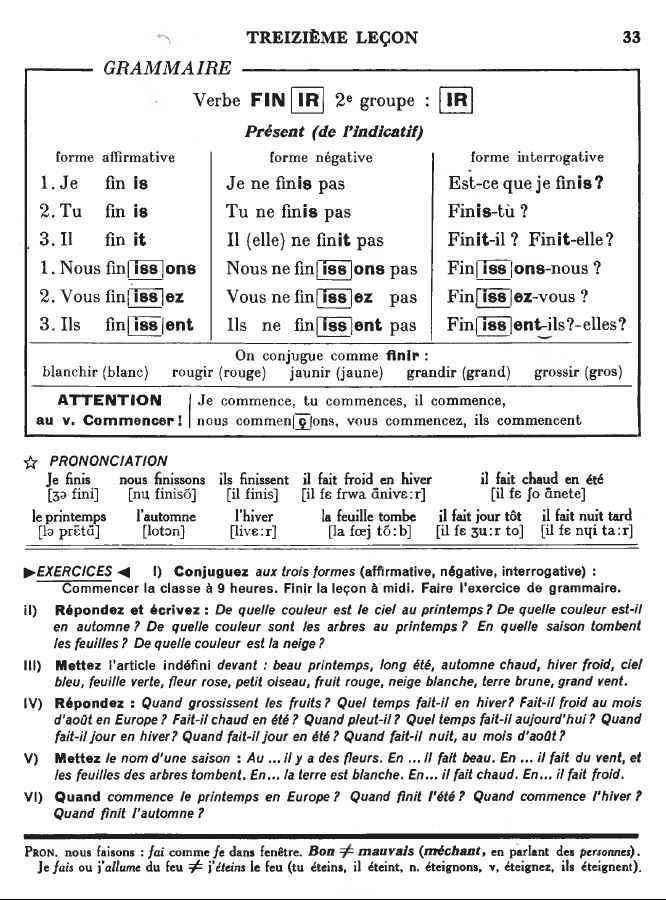 TREIZIÈME LEÇON 33
GRAMMAIRE
Verbe FIN IR 2e groupe : IR
Présent (de l'indicatif)
forme affirmative forme négative forme interrogative
1. Je fin is Je ne finis pas Est-ce que je finis ?
2. Tu fin is Tu ne finis pas Finis-tu ?
3. Il fin it Il (elle) ne finit pas Finit-il ? Finit-elle?
1. Nous fin iss ons Nous ne fin iss ons pas Fin iss ons-nous ?
2. Vous fin iss ez Vous ne fin iss ez pas Fin iss ez-vous ?
3. Ils fin iss ent Ils ne fin iss ent pas Fin iss ent-ils?-elles?
On conjugue comme finir :
blanchir (blanc) rougir (rouge) jaunir (jaune) grandir (grand) grossir (gros)
ATTENTION Je commence, tu commences, il commence,
au v. Commencer ! nous commen ç ons, vous commencez, ils commencent
☆ PRONONCIATION
Je finis nous finissons ils finissent il fait froid en hiver il fait chaud en été
[ʒə fini] [nu finisɔ̃] [il finis] [il fɛ frwa ɑ̃nivɛ:r] [il fɛ ʃo ɑ̃nete]
le printemps l'automne l'hiver la feuille tombe il fait jour tôt il fait nuit tard
[lə prɛ̃tɑ̃] [lotɔn] [livɛ:r] [la fœj tɔ̃:b] [il fɛ ʒu:r to] [il fɛ nɥi ta:r]
►EXERCICES◄ I) Conjuguez aux trois formes (affirmative, négative, interrogative) :
Commencer la classe à 9 heures. Finir la leçon à midi. Faire l'exercice de grammaire.
II) Répondez et écrivez : De quelle couleur est le ciel au printemps ? De quelle couleur est-il
en automne ? De quelle couleur sont les arbres au printemps ? En quelle saison tombent
les feuilles ? De quelle couleur est la neige ?
III) Mettez l'article indéfini devant : beau printemps, long été, automne chaud, hiver froid, ciel
bleu, feuille verte, fleur rose, petit oiseau, fruit rouge, neige blanche, terre brune, grand vent.
IV) Répondez : Quand grossissent les fruits ? Quel temps fait-il en hiver? Fait-il froid au mois
d'août en Europe ? Fait-il chaud en été ? Quand pleut-il ? Quel temps fait-il aujourd'hui ? Quand
fait-il jour en hiver? Quand fait-il jour en été ? Quand fait-il nuit, au mois d'août ?
V) Mettez le nom d'une saison : Au ... il y a des fleurs. En ... il fait beau. En ... il fait du vent, et
les feuilles des arbres tombent. En... la terre est blanche. En... il fait chaud. En... il fait froid.
VI) Quand commence le printemps en Europe ? Quand finit l'été ? Quand commence l'hiver ?
Quand finit l'automne ?
PRON. nous faisons : fai comme fe dans fenêtre. Bon ≠ mauvais (méchant, en parlant des personnes).
Je fais ou j'allume du feu ≠ j'éteins le feu (tu éteins, il éteint, n. éteignons, v. éteignez, ils éteignent).